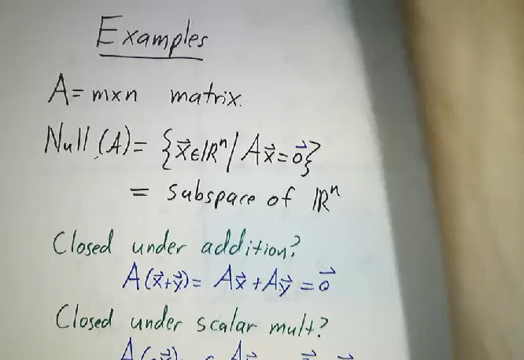 Examples
A = m×n matrix.
Null(A) = {x⃗∈ℝⁿ | Ax⃗ = 0⃗}
= subspace of ℝⁿ
Closed under addition?
A(x⃗+y⃗) = Ax⃗ + Ay⃗ = 0⃗
Closed under scalar mult?